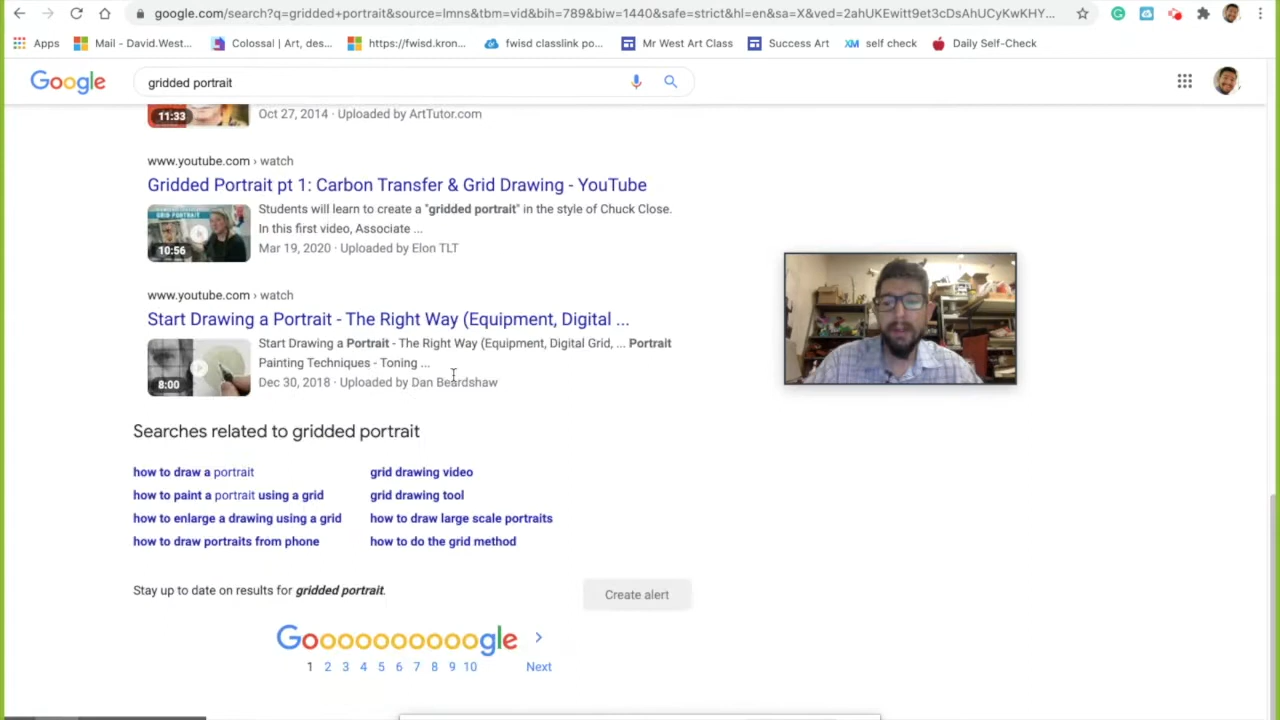 google.com/search?q=gridded+portrait&source=lmns&tbm=vid&bih=789&biw=1440&safe=strict&hl=en&sa=X&ved=2ahUKEwitt9et3cDsAhUCyKwKHY...
Apps Mail - David.West... Colossal | Art, des... https://fwisd.kron... fwisd classlink po... Mr West Art Class Success Art XM self check Daily Self-Check
Google gridded portrait
11:33 Oct 27, 2014 · Uploaded by ArtTutor.com
www.youtube.com › watch
Gridded Portrait pt 1: Carbon Transfer & Grid Drawing - YouTube
GRID PORTRAIT
Students will learn to create a "gridded portrait" in the style of Chuck Close.
In this first video, Associate ...
10:56 Mar 19, 2020 · Uploaded by Elon TLT
www.youtube.com › watch
Start Drawing a Portrait - The Right Way (Equipment, Digital ...
Start Drawing a Portrait - The Right Way (Equipment, Digital Grid, ... Portrait
Painting Techniques - Toning ...
8:00 Dec 30, 2018 · Uploaded by Dan Beardshaw
Searches related to gridded portrait
how to draw a portrait grid drawing video
how to paint a portrait using a grid grid drawing tool
how to enlarge a drawing using a grid how to draw large scale portraits
how to draw portraits from phone how to do the grid method
Stay up to date on results for gridded portrait. Create alert
Goooooooooogle
1 2 3 4 5 6 7 8 9 10 Next